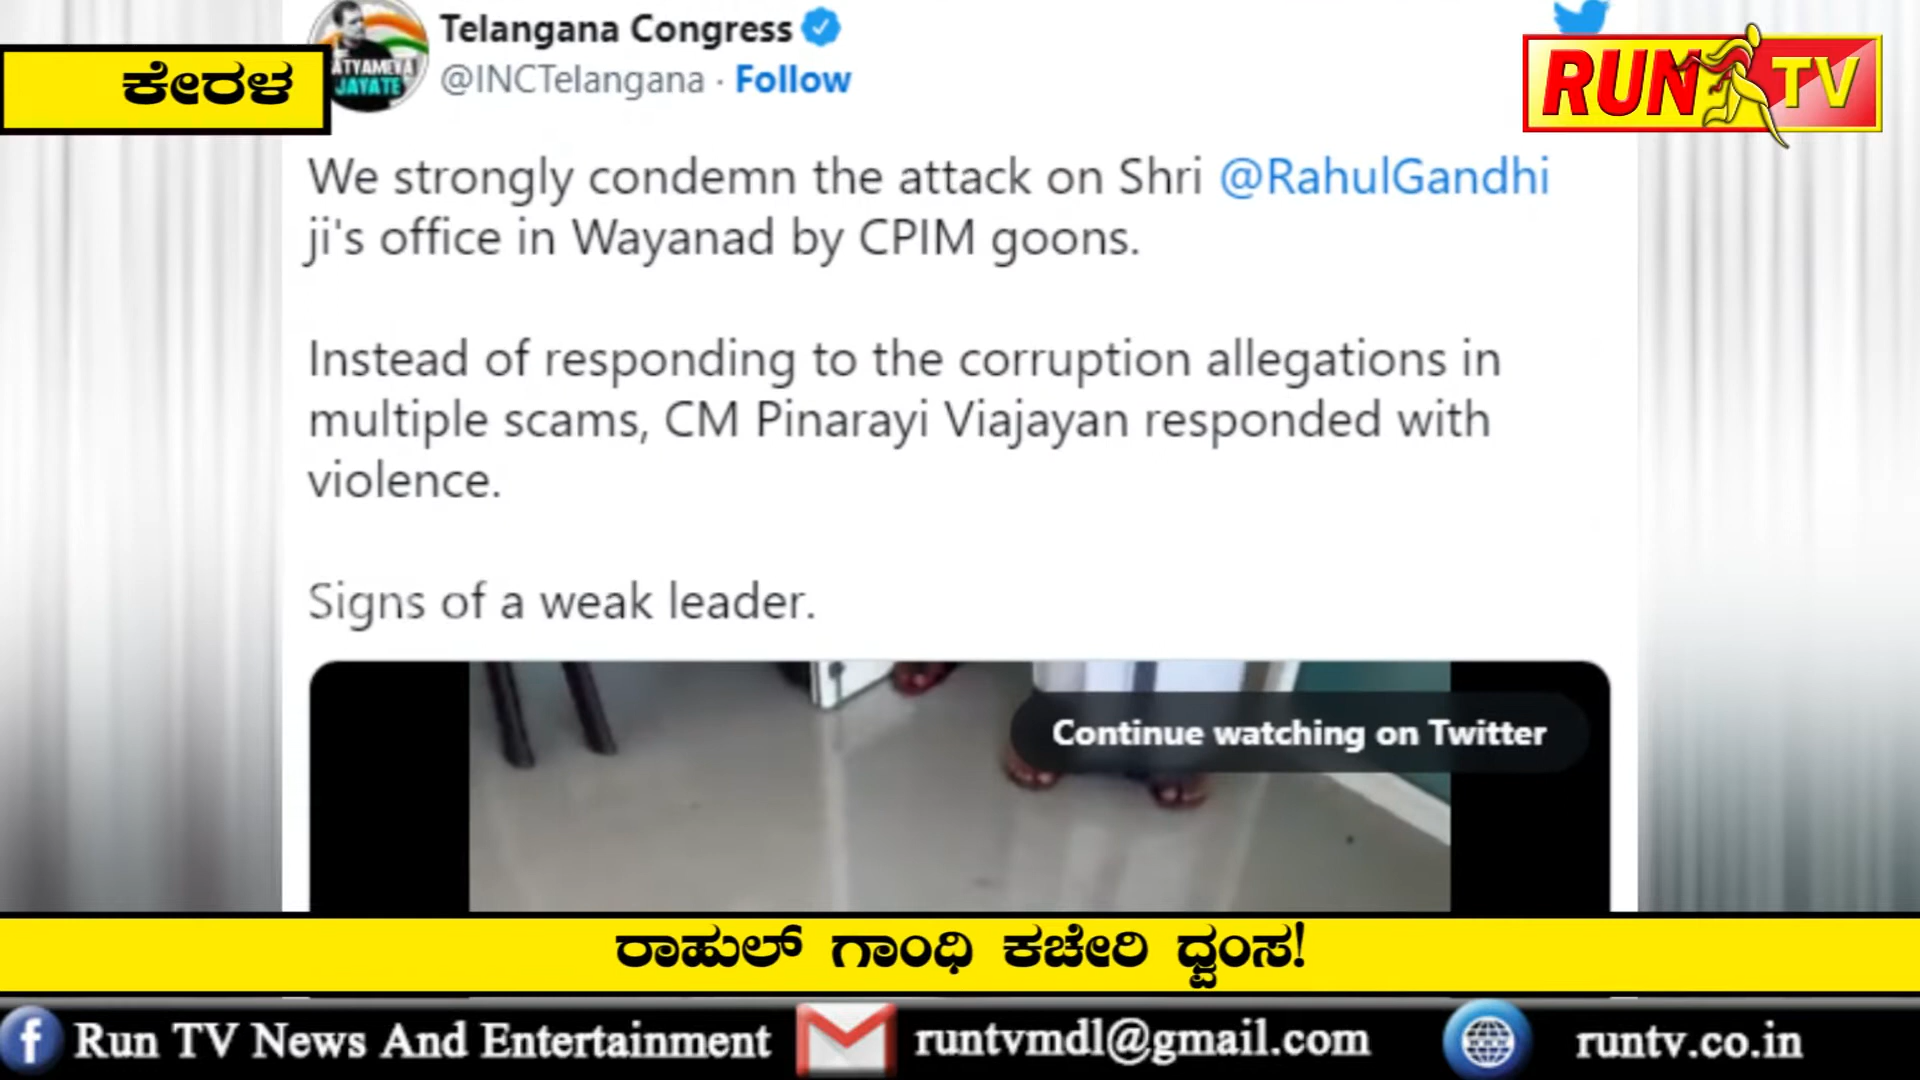 Telangana Congress
@INCTelangana · Follow
SATYAMEVA
JAYATE
ಕೇರಳ
RUN TV
We strongly condemn the attack on Shri @RahulGandhi
ji's office in Wayanad by CPIM goons.
Instead of responding to the corruption allegations in
multiple scams, CM Pinarayi Viajayan responded with
violence.
Signs of a weak leader.
Continue watching on Twitter
ರಾಹುಲ್ ಗಾಂಧಿ ಕಚೇರಿ ಧ್ವಂಸ!
Run TV News And Entertainment
runtvmdl@gmail.com
runtv.co.in